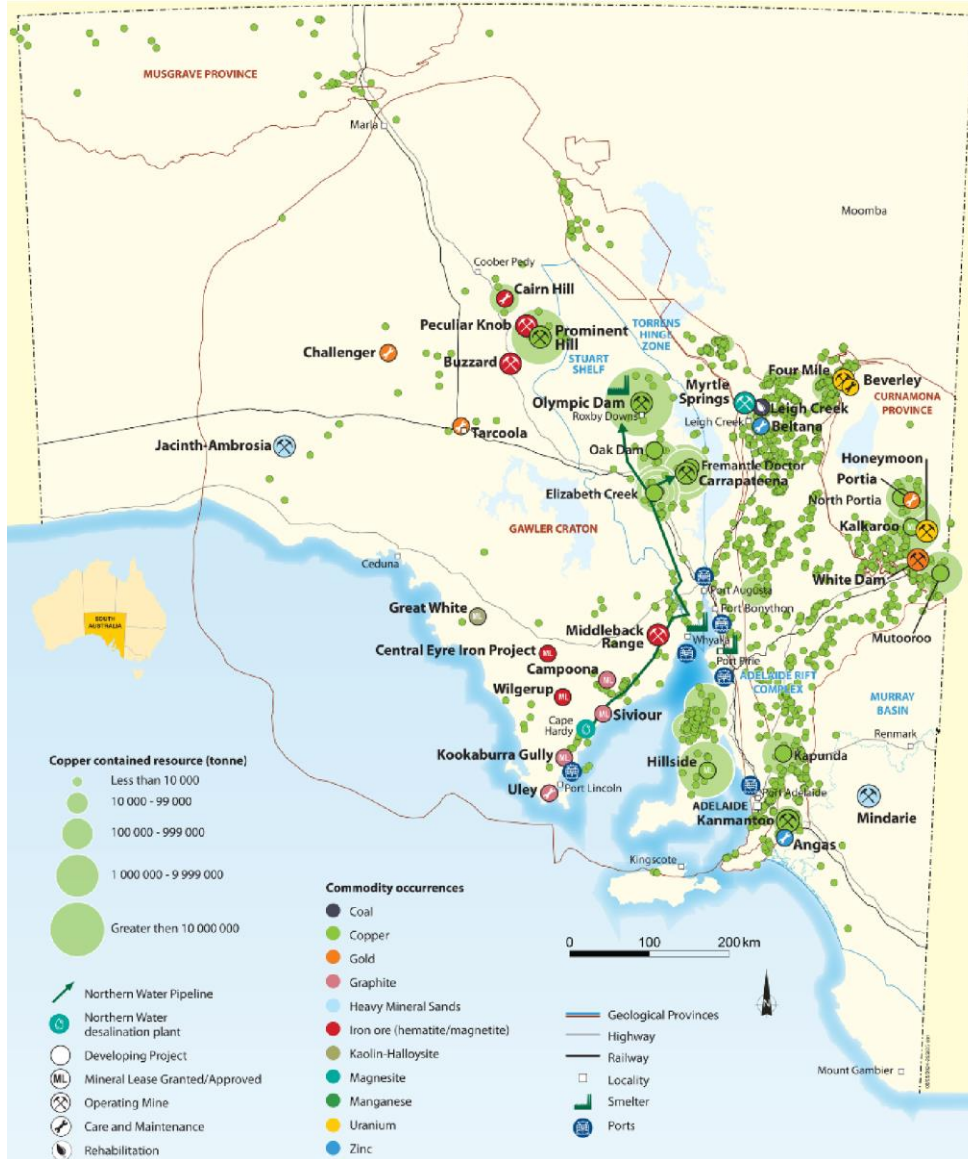 MUSGRAVE PROVINCE
Marla
Moomba
Coober Pedy
Cairn Hill
Peculiar Knob
Prominent
Hill
TORRENS
HINGE
ZONE
STUART
SHELF
Challenger
Buzzard
Four Mile
Beverley
CURNAMONA
PROVINCE
Myrtle
Springs
Olympic Dam
Roxby Downs
Leigh Creek
Leigh Creek
Beltana
Tarcoola
Jacinth-Ambrosia
Oak Dam
Fremantle Doctor
Carrapateena
Honeymoon
Portia
North Portia
Elizabeth Creek
GAWLER CRATON
Kalkaroo
White Dam
Ceduna
Port Augusta
Port Bonython
SOUTH
AUSTRALIA
Great White
ML
Middleback
Range
Whyalla
Mutooroo
Central Eyre Iron Project
ML
Port Pirie
Campoona
ML
ADELAIDE RIFT
COMPLEX
MURRAY
BASIN
Wilgerup
ML
Siviour
ML
Cape
Hardy
Renmark
Kookaburra Gully
ML
Hillside
Kapunda
Uley
Port Lincoln
Port Adelaide
ADELAIDE
Kanmantoo
Mindarie
Angas
Kingscote
Mount Gambier
Copper contained resource (tonne)
Less than 10 000
10 000 - 99 000
100 000 - 999 000
1 000 000 - 9 999 000
Greater then 10 000 000
Northern Water Pipeline
Northern Water
desalination plant
Developing Project
ML Mineral Lease Granted/Approved
Operating Mine
Care and Maintenance
Rehabilitation
Commodity occurrences
Coal
Copper
Gold
Graphite
Heavy Mineral Sands
Iron ore (hematite/magnetite)
Kaolin-Halloysite
Magnesite
Manganese
Uranium
Zinc
0 100 200 km
N
Geological Provinces
Highway
Railway
Locality
Smelter
Ports